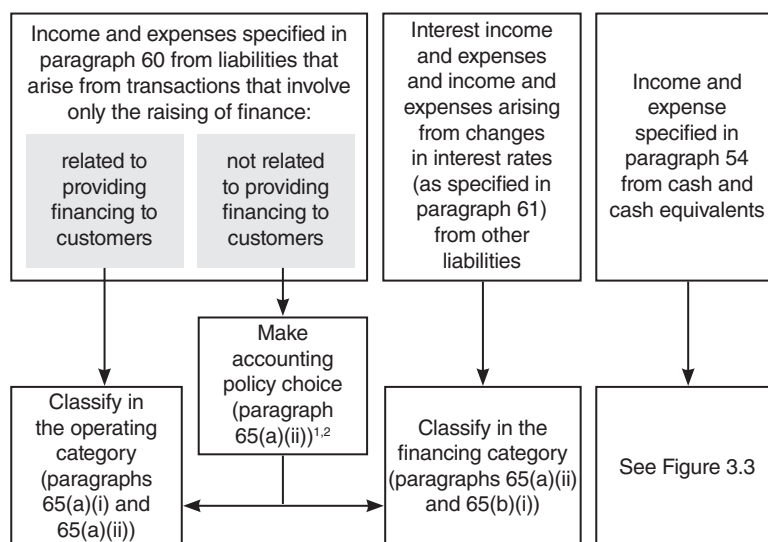 Income and expenses specified in
paragraph 60 from liabilities that
arise from transactions that involve
only the raising of finance:
related to
providing
financing to
customers
not related
to providing
financing to
customers
Interest income
and expenses
and income and
expenses arising
from changes
in interest rates
(as specified in
paragraph 61)
from other
liabilities
Income and
expense
specified in
paragraph 54
from cash and
cash equivalents
Make
accounting
policy choice
(paragraph
65(a)(ii))1,2
Classify in
the operating
category
(paragraphs
65(a)(i) and
65(a)(ii))
Classify in the
financing category
(paragraphs 65(a)(ii)
and 65(b)(i))
See Figure 3.3